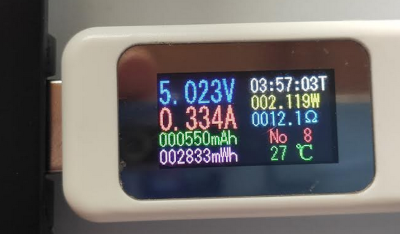 5.023V
0.334A
000550mAh
002833mWh
03:57:03T
002.119W
0012.1Ω
No 8
27 ℃